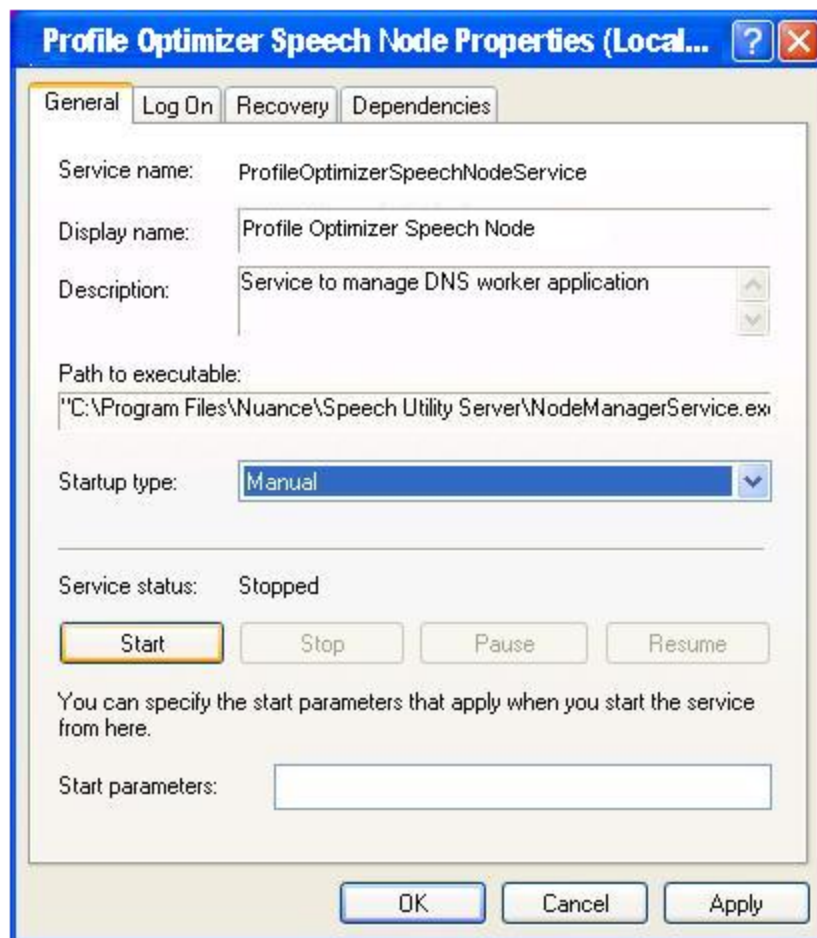 Profile Optimizer Speech Node Properties (Local...
General Log On Recovery Dependencies
Service name: ProfileOptimizerSpeechNodeService
Display name: Profile Optimizer Speech Node
Description: Service to manage DNS worker application
Path to executable:
"C:\Program Files\Nuance\Speech Utility Server\NodeManagerService.exe
Startup type: Manual
Service status: Stopped
Start Stop Pause Resume
You can specify the start parameters that apply when you start the service
from here.
Start parameters:
OK Cancel Apply